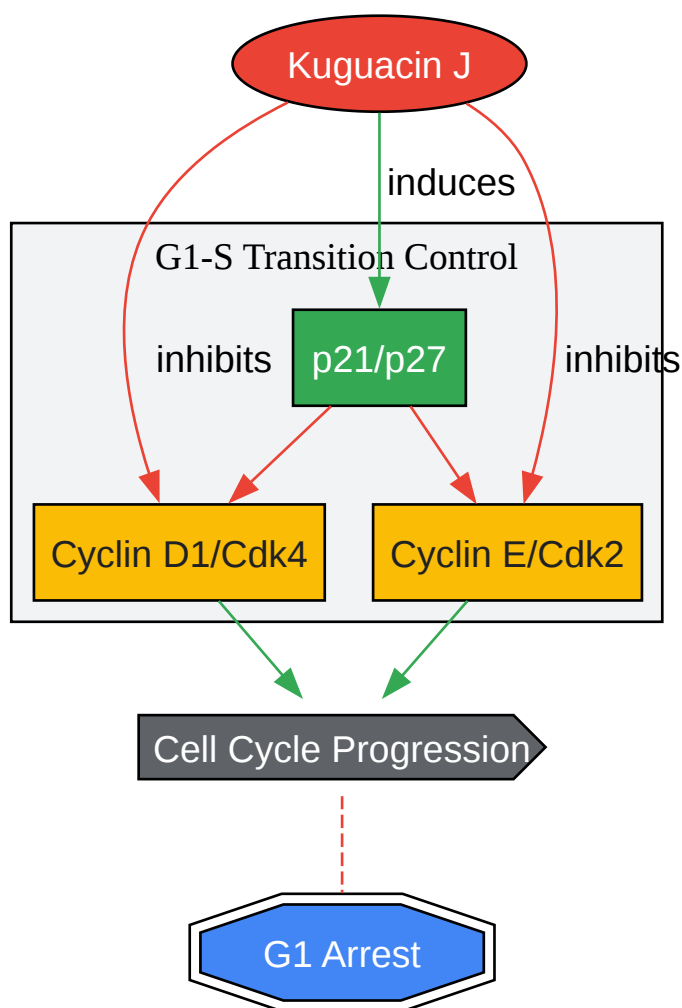 Kuguacin J
induces
G1-S Transition Control
inhibits
p21/p27
inhibits
Cyclin D1/Cdk4
Cyclin E/Cdk2
Cell Cycle Progression
G1 Arrest